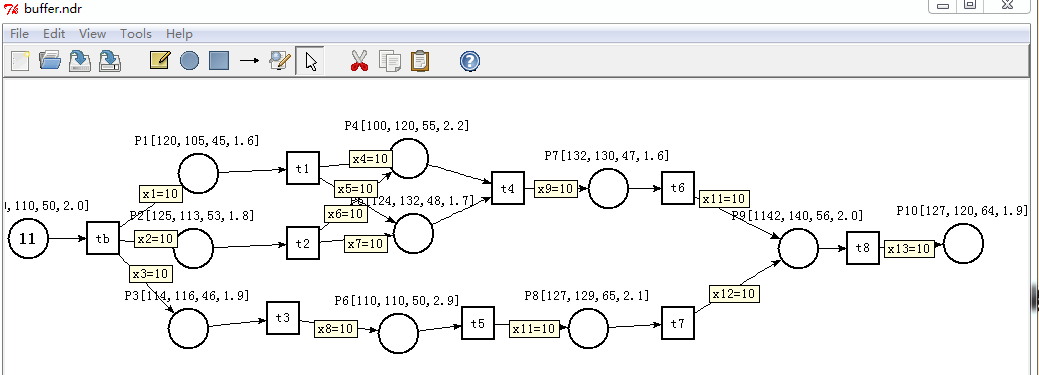 buffer.ndr
File Edit View Tools Help
P4[100,120,55,2.2]
P1[120,105,45,1.6]
P7[132,130,47,1.6]
x4=10
t1
x5=10
t4
x9=10
t6
x1=10
x11=10
,110,50,2.0]
P2[125,113,53,1.8]
x6=10
124,132,48,1.7]
P9[1142,140,56,2.0]
P10[127,120,64,1.9]
11
tb
x2=10
t2
x7=10
t8
x13=10
x3=10
P3[114,116,46,1.9]
P6[110,110,50,2.9]
P8[127,129,65,2.1]
x12=10
t3
x8=10
t5
x11=10
t7